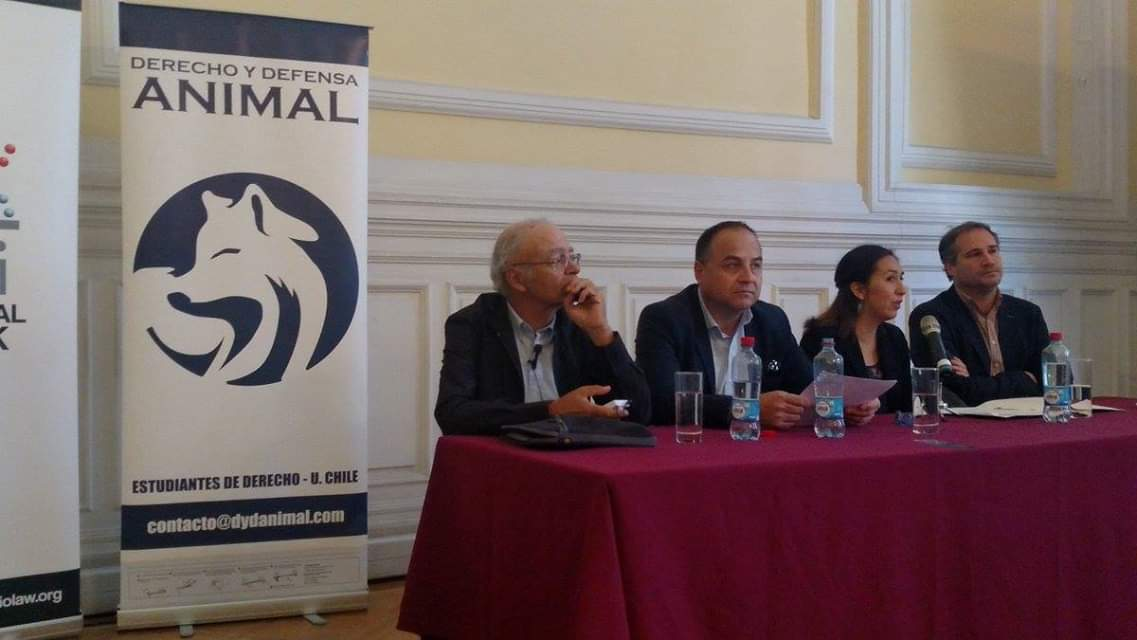 DERECHO Y DEFENSA
ANIMAL
ESTUDIANTES DE DERECHO - U. CHILE
contacto@dydanimal.com
AL
K
iolaw.org